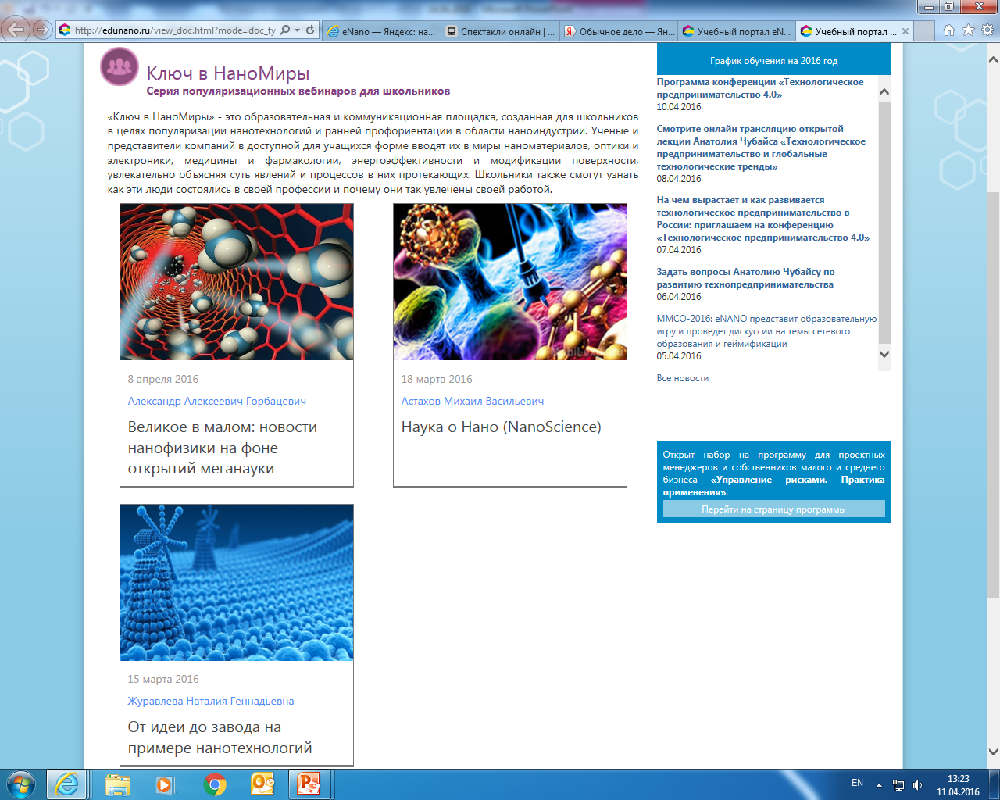 http://edunano.ru/view_doc.html?mode=doc_ty
eNano — Яндекс: на...
Спектакли онлайн | ...
Обычное дело — Ян...
Учебный портал eN...
Учебный портал ...
Ключ в НаноМиры
Серия популяризационных вебинаров для школьников
«Ключ в НаноМиры» - это образовательная и коммуникационная площадка, созданная для школьников
в целях популяризации нанотехнологий и ранней профориентации в области наноиндустрии. Ученые и
представители компаний в доступной для учащихся форме вводят их в миры наноматериалов, оптики и
электроники, медицины и фармакологии, энергоэффективности и модификации поверхности,
увлекательно объясняя суть явлений и процессов в них протекающих. Школьники также смогут узнать
как эти люди состоялись в своей профессии и почему они так увлечены своей работой.
8 апреля 2016
Александр Алексеевич Горбацевич
Великое в малом: новости
нанофизики на фоне
открытий меганауки
18 марта 2016
Астахов Михаил Васильевич
Наука о Нано (NanoScience)
15 марта 2016
Журавлева Наталия Геннадьевна
От идеи до завода на
примере нанотехнологий
График обучения на 2016 год
Программа конференции «Технологическое
предпринимательство 4.0»
10.04.2016
Смотрите онлайн трансляцию открытой
лекции Анатолия Чубайса «Технологическое
предпринимательство и глобальные
технологические тренды»
08.04.2016
На чем вырастает и как развивается
технологическое предпринимательство в
России: приглашаем на конференцию
«Технологическое предпринимательство 4.0»
07.04.2016
Задать вопросы Анатолию Чубайсу по
развитию технопредпринимательства
06.04.2016
ММСО-2016: eNANO представит образовательную
игру и проведет дискуссии на темы сетевого
образования и геймификации
05.04.2016
Все новости
Открыт набор на программу для проектных
менеджеров и собственников малого и среднего
бизнеса «Управление рисками. Практика
применения».
Перейти на страницу программы
EN
13:23
11.04.2016